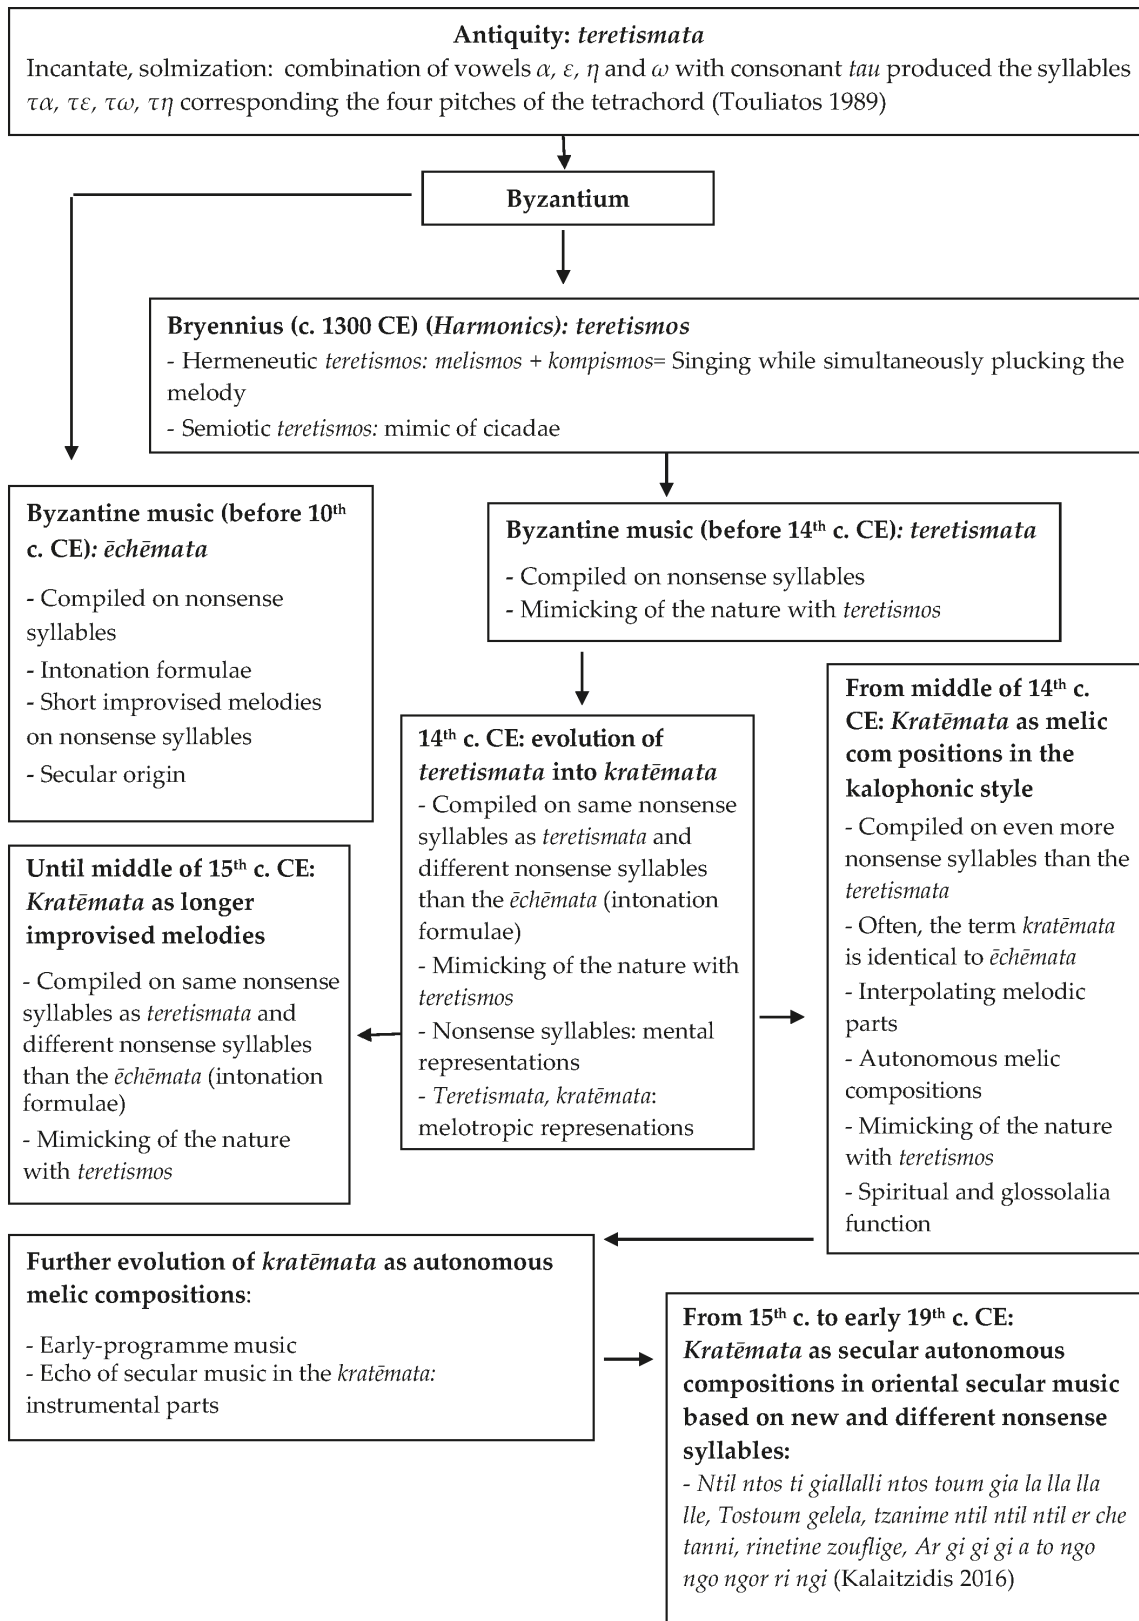 Antiquity: teretismata
Incantate, solmization: combination of vowels α, ε, η and ω with consonant tau produced the syllables
τα, τε, τω, τη corresponding the four pitches of the tetrachord (Touliatos 1989)
Byzantium
Bryennius (c. 1300 CE) (Harmonics): teretismos
- Hermeneutic teretismos: melismos + kompismos= Singing while simultaneously plucking the
melody
- Semiotic teretismos: mimic of cicadae
Byzantine music (before 10th
c. CE): ēchēmata
- Compiled on nonsense
syllables
- Intonation formulae
- Short improvised melodies
on nonsense syllables
- Secular origin
Byzantine music (before 14th c. CE): teretismata
- Compiled on nonsense syllables
- Mimicking of the nature with teretismos
14th c. CE: evolution of
teretismata into kratēmata
- Compiled on same nonsense
syllables as teretismata and
different nonsense syllables
than the ēchēmata (intonation
formulae)
- Mimicking of the nature with
teretismos
- Nonsense syllables: mental
representations
- Teretismata, kratēmata:
melotropic represenations
Until middle of 15th c. CE:
Kratēmata as longer
improvised melodies
- Compiled on same nonsense
syllables as teretismata and
different nonsense syllables
than the ēchēmata (intonation
formulae)
- Mimicking of the nature
with teretismos
From middle of 14th c.
CE: Kratēmata as melic
com positions in the
kalophonic style
- Compiled on even more
nonsense syllables than the
teretismata
- Often, the term kratēmata
is identical to ēchēmata
- Interpolating melodic
parts
- Autonomous melic
compositions
- Mimicking of the nature
with teretismos
- Spiritual and glossolalia
function
Further evolution of kratēmata as autonomous
melic compositions:
- Early-programme music
- Echo of secular music in the kratēmata:
instrumental parts
From 15th c. to early 19th c. CE:
Kratēmata as secular autonomous
compositions in oriental secular music
based on new and different nonsense
syllables:
- Ntil ntos ti giallalli ntos toum gia la lla lla
lle, Tostoum gelela, tzanime ntil ntil ntil er che
tanni, rinetine zouflige, Ar gi gi gi a to ngo
ngo ngor ri ngi (Kalaitzidis 2016)